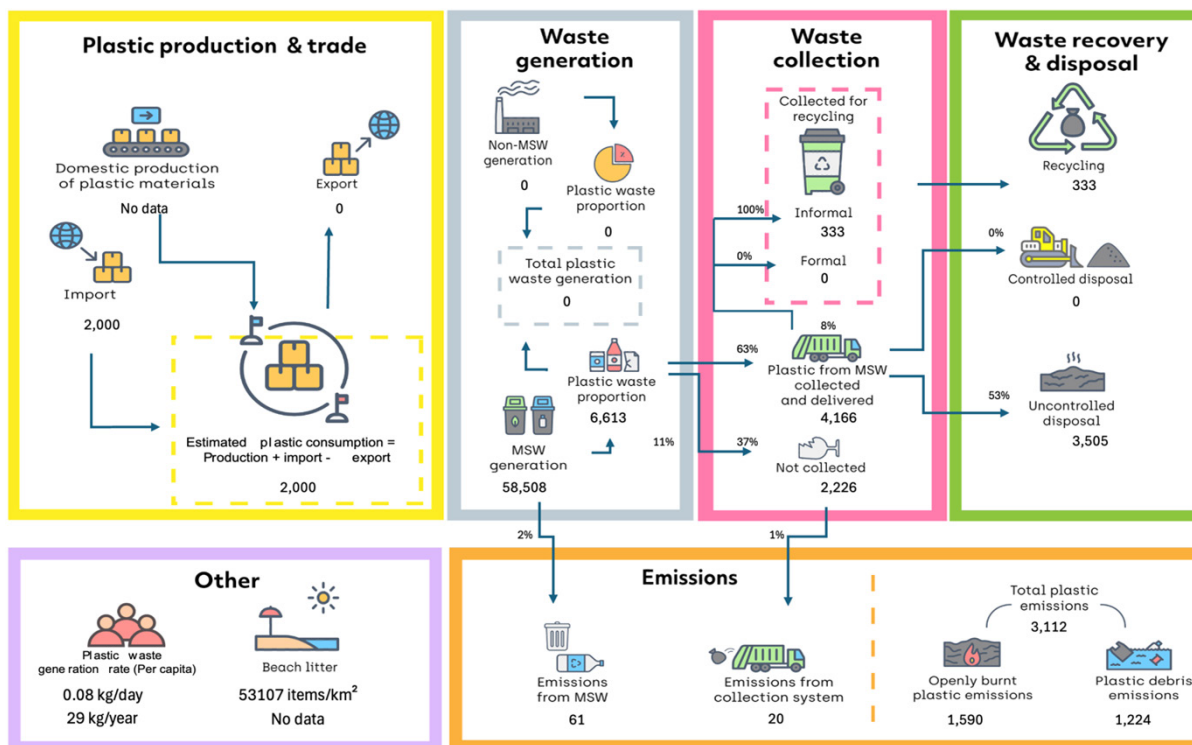 Plastic production & trade
Domestic production
of plastic materials
No data
Export
0
Import
2,000
Estimated plastic consumption =
Production + import - export
2,000
Waste
generation
Non-MSW
generation
0
Plastic waste
proportion
0
Total plastic
waste generation
0
Plastic waste
proportion
6,613
11%
MSW
generation
58,508
2%
Waste
collection
Collected for
recycling
100%
Informal
333
0%
Formal
0
8%
63%
Plastic from MSW
collected
and delivered
4,166
37%
Not collected
2,226
1%
Waste recovery
& disposal
Recycling
333
0%
Controlled disposal
0
53%
Uncontrolled
disposal
3,505
Other
Plastic waste
generation rate (Per capita)
0.08 kg/day
29 kg/year
Beach litter
53107 items/km²
No data
Emissions
Emissions
from MSW
61
Emissions from
collection system
20
Total plastic
emissions
3,112
Openly burnt
plastic emissions
1,590
Plastic debris
emissions
1,224